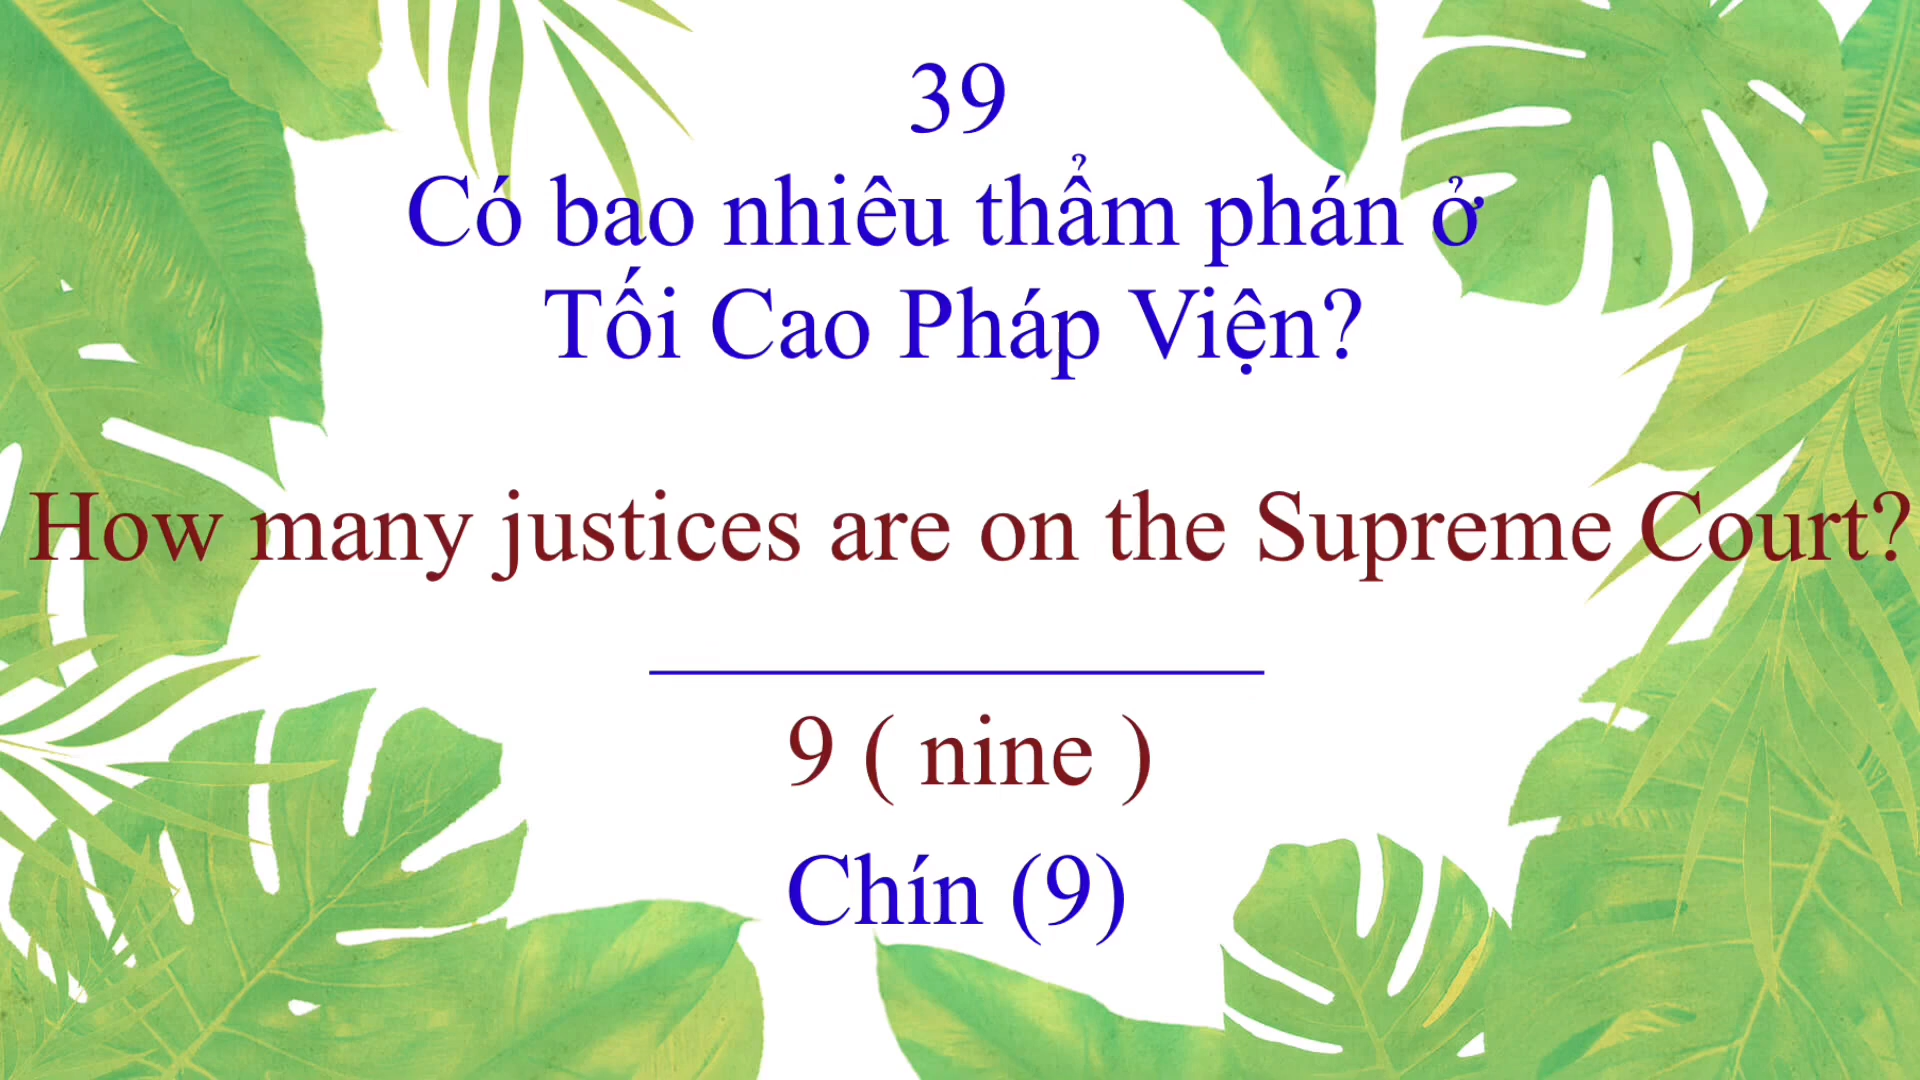 39
Có bao nhiêu thẩm phán ở
Tối Cao Pháp Viện?
How many justices are on the Supreme Court?
9 ( nine )
Chín (9)